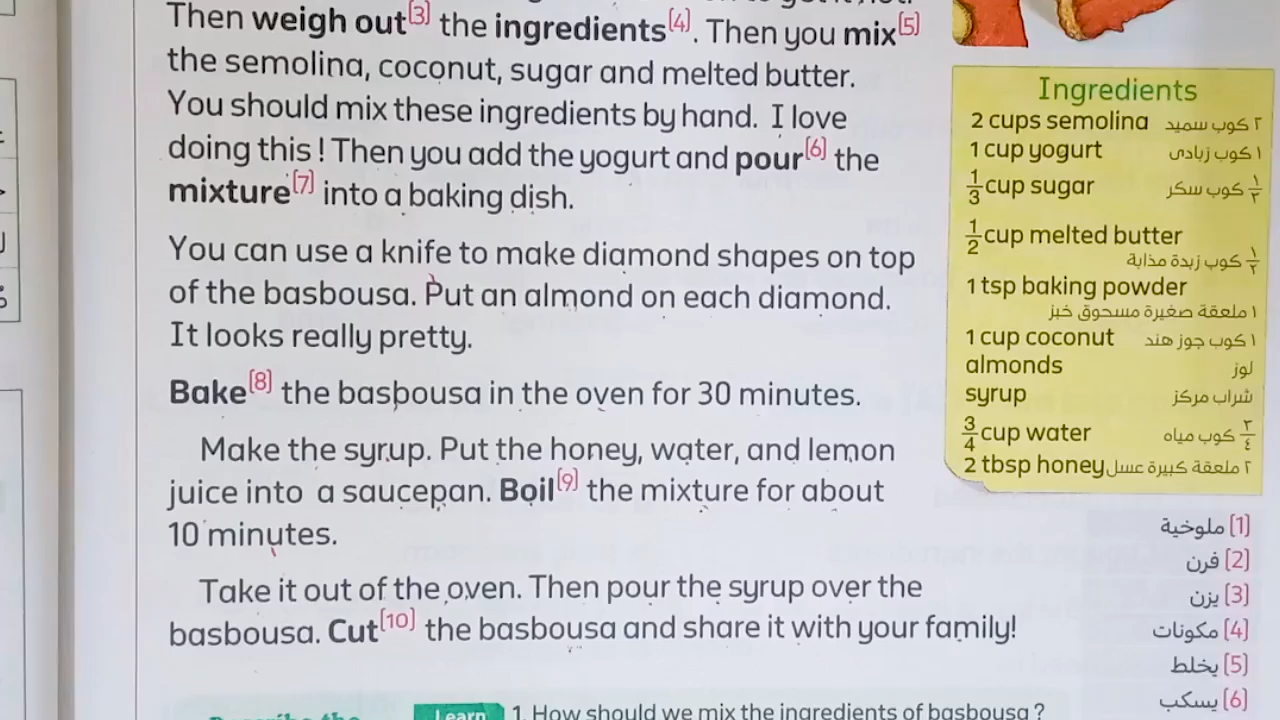 Then weigh out[3] the ingredients[4]. Then you mix[5]
the semolina, coconut, sugar and melted butter.
You should mix these ingredients by hand. I love
doing this! Then you add the yogurt and pour[6] the
mixture[7] into a baking dish.
You can use a knife to make diamond shapes on top
of the basbousa. Put an almond on each diamond.
It looks really pretty.
Bake[8] the basbousa in the oven for 30 minutes.
Make the syrup. Put the honey, water, and lemon
juice into a saucepan. Boil[9] the mixture for about
10 minutes.
Take it out of the oven. Then pour the syrup over the
basbousa. Cut[10] the basbousa and share it with your family!
Learn
1. How should we mix the ingredients of basbousa?
Ingredients
2 cups semolina ٢ كوب سميد
1 cup yogurt ١ كوب زبادى
1/3 cup sugar ١/٢ كوب سكر
1/2 cup melted butter
١/٢ كوب زبدة مذابة
1 tsp baking powder
١ ملعقة صغيرة مسحوق خبز
1 cup coconut ١ كوب جوز هند
almonds لوز
syrup شراب مركز
3/4 cup water ٣/٤ كوب مياه
2 tbsp honey ٢ ملعقة كبيرة عسل
[1] ملوخية
[2] فرن
[3] يزن
[4] مكونات
[5] يخلط
[6] يسكب